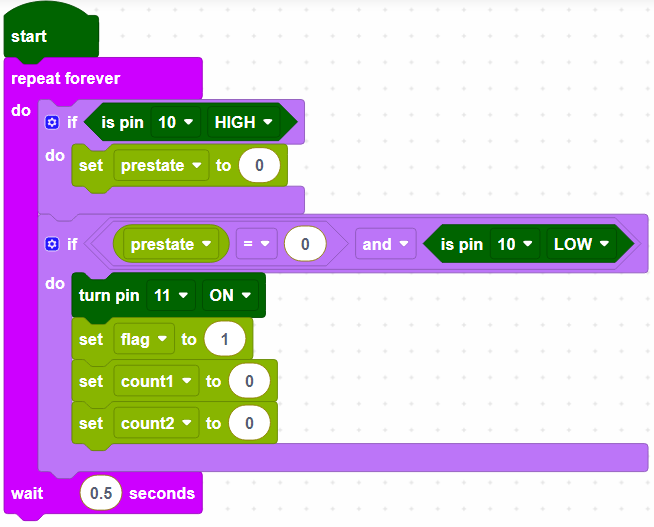 start
repeat forever
do
if is pin 10 HIGH
do set prestate to 0
if prestate = 0 and is pin 10 LOW
do
turn pin 11 ON
set flag to 1
set count1 to 0
set count2 to 0
wait 0.5 seconds